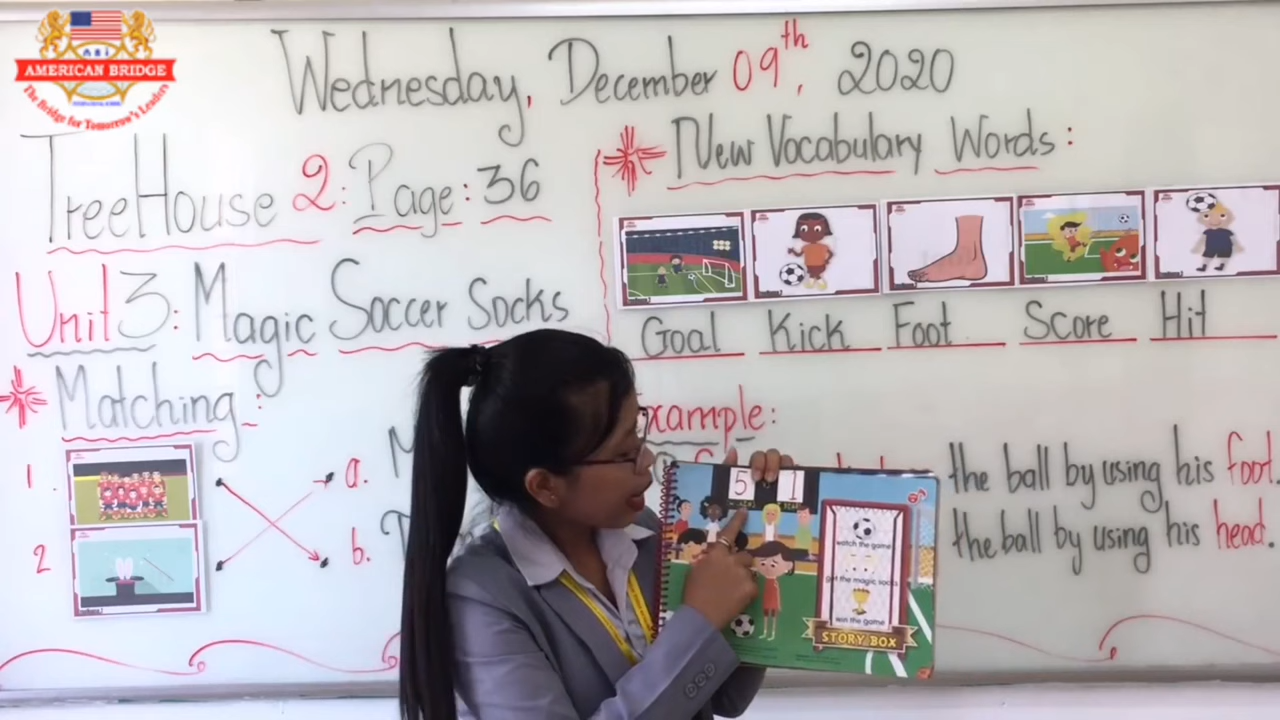 AMERICAN BRIDGE
The Bridge for Tomorrow's Leaders
Wednesday, December 09th, 2020
TreeHouse 2: Page: 36
Unit 3: Magic Soccer Socks
Matching:
1.
a. M
2
b. T
New Vocabulary Words:
Goal Kick Foot Score Hit
Example:
the ball by using his foot.
the ball by using his head.
5 1
watch the game
get the magic socks
win the game
STORY BOX